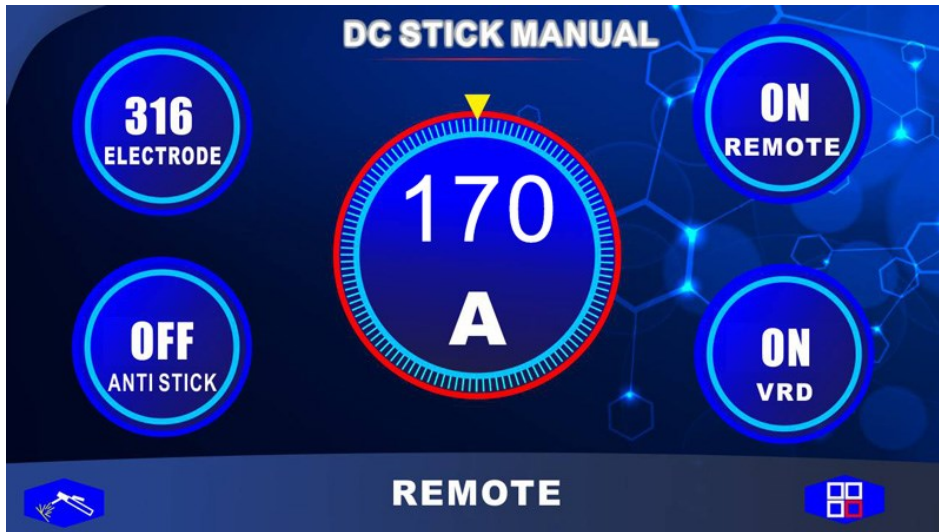 DC STICK MANUAL
316
ELECTRODE
ON
REMOTE
170
A
OFF
ANTI STICK
ON
VRD
REMOTE